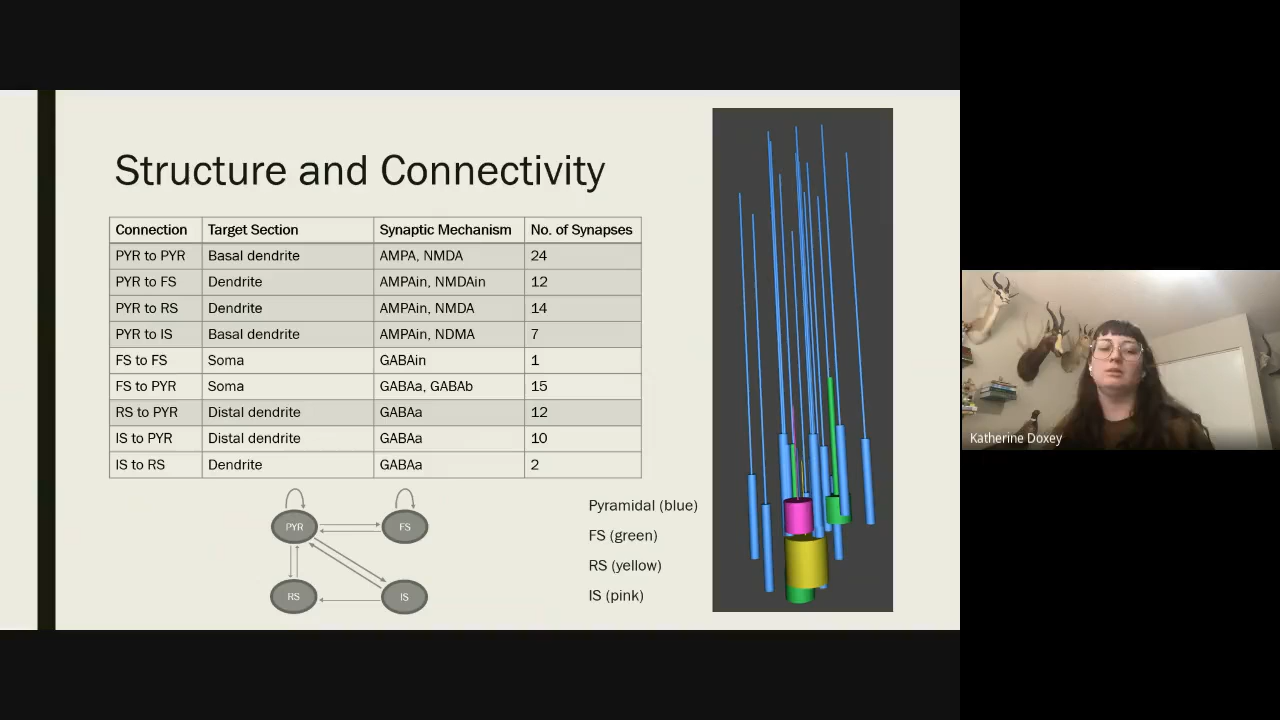 Structure and Connectivity
Connection Target Section Synaptic Mechanism No. of Synapses
PYR to PYR Basal dendrite AMPA, NMDA 24
PYR to FS Dendrite AMPAin, NMDAin 12
PYR to RS Dendrite AMPAin, NMDA 14
PYR to IS Basal dendrite AMPAin, NDMA 7
FS to FS Soma GABAin 1
FS to PYR Soma GABAa, GABAb 15
RS to PYR Distal dendrite GABAa 12
IS to PYR Distal dendrite GABAa 10
IS to RS Dendrite GABAa 2
PYR FS
RS IS
Pyramidal (blue)
FS (green)
RS (yellow)
IS (pink)
Katherine Doxey